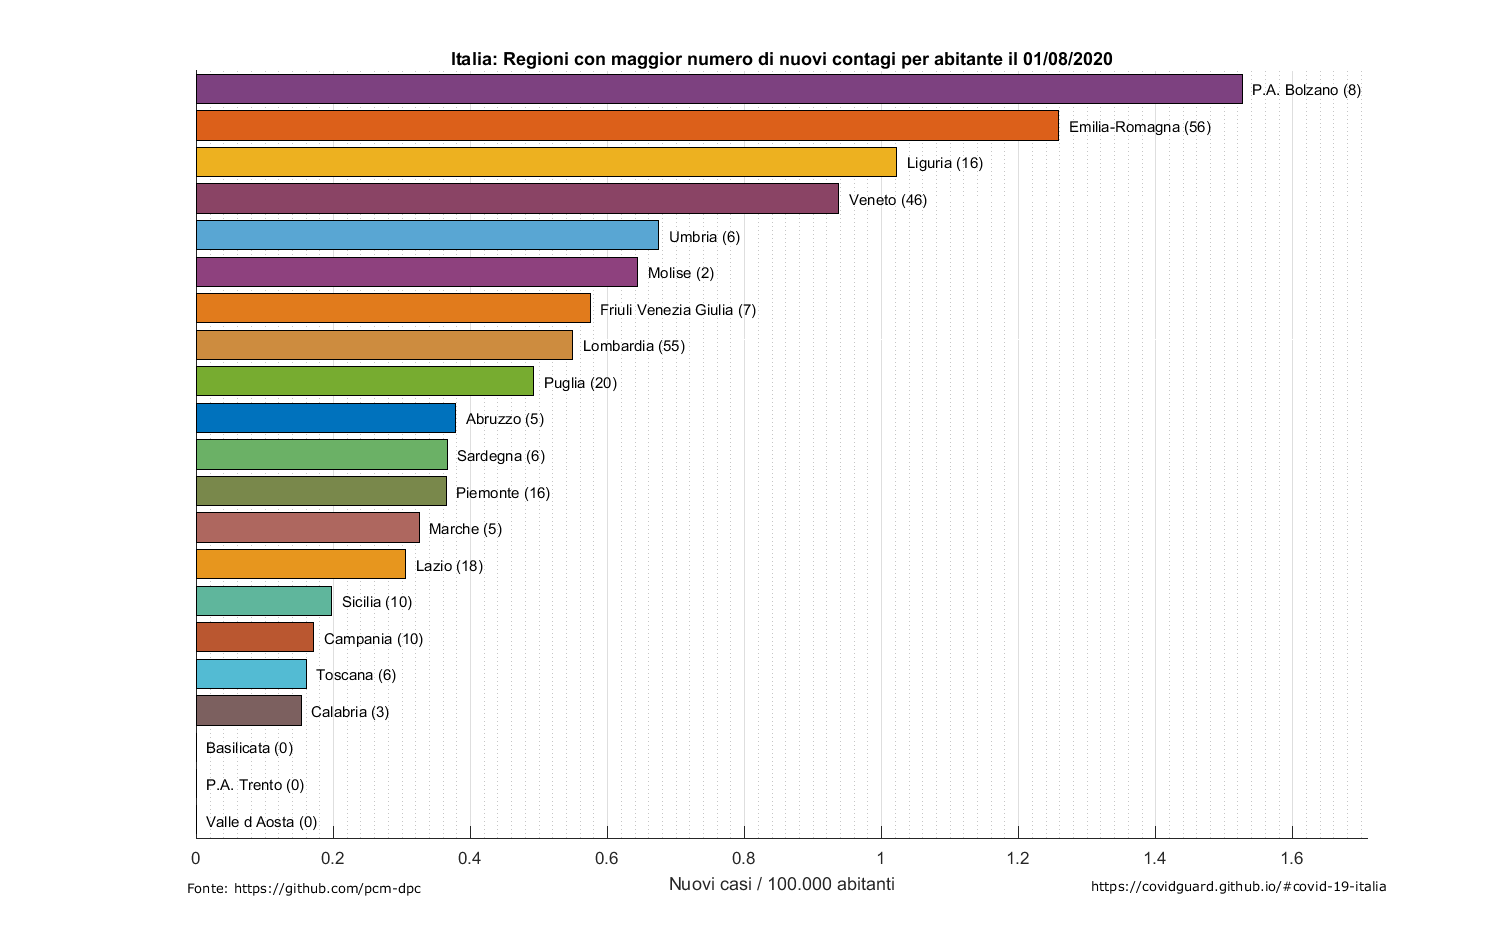 Italia: Regioni con maggior numero di nuovi contagi per abitante il 01/08/2020
P.A. Bolzano (8)
Emilia-Romagna (56)
Liguria (16)
Veneto (46)
Umbria (6)
Molise (2)
Friuli Venezia Giulia (7)
Lombardia (55)
Puglia (20)
Abruzzo (5)
Sardegna (6)
Piemonte (16)
Marche (5)
Lazio (18)
Sicilia (10)
Campania (10)
Toscana (6)
Calabria (3)
Basilicata (0)
P.A. Trento (0)
Valle d Aosta (0)
0 0.2 0.4 0.6 0.8 1 1.2 1.4 1.6
Nuovi casi / 100.000 abitanti
Fonte: https://github.com/pcm-dpc
https://covidguard.github.io/#covid-19-italia